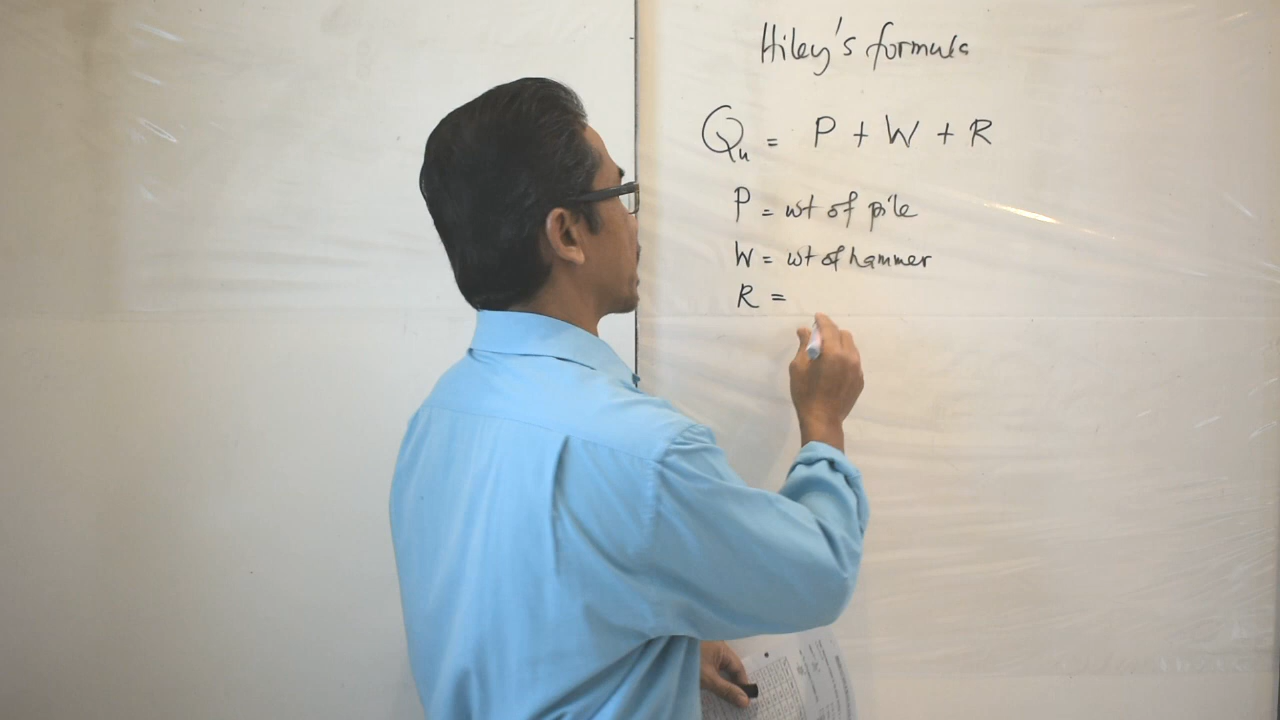 Hiley's formula
Qu = P + W + R
P = wt of pile
W = wt of hammer
R =